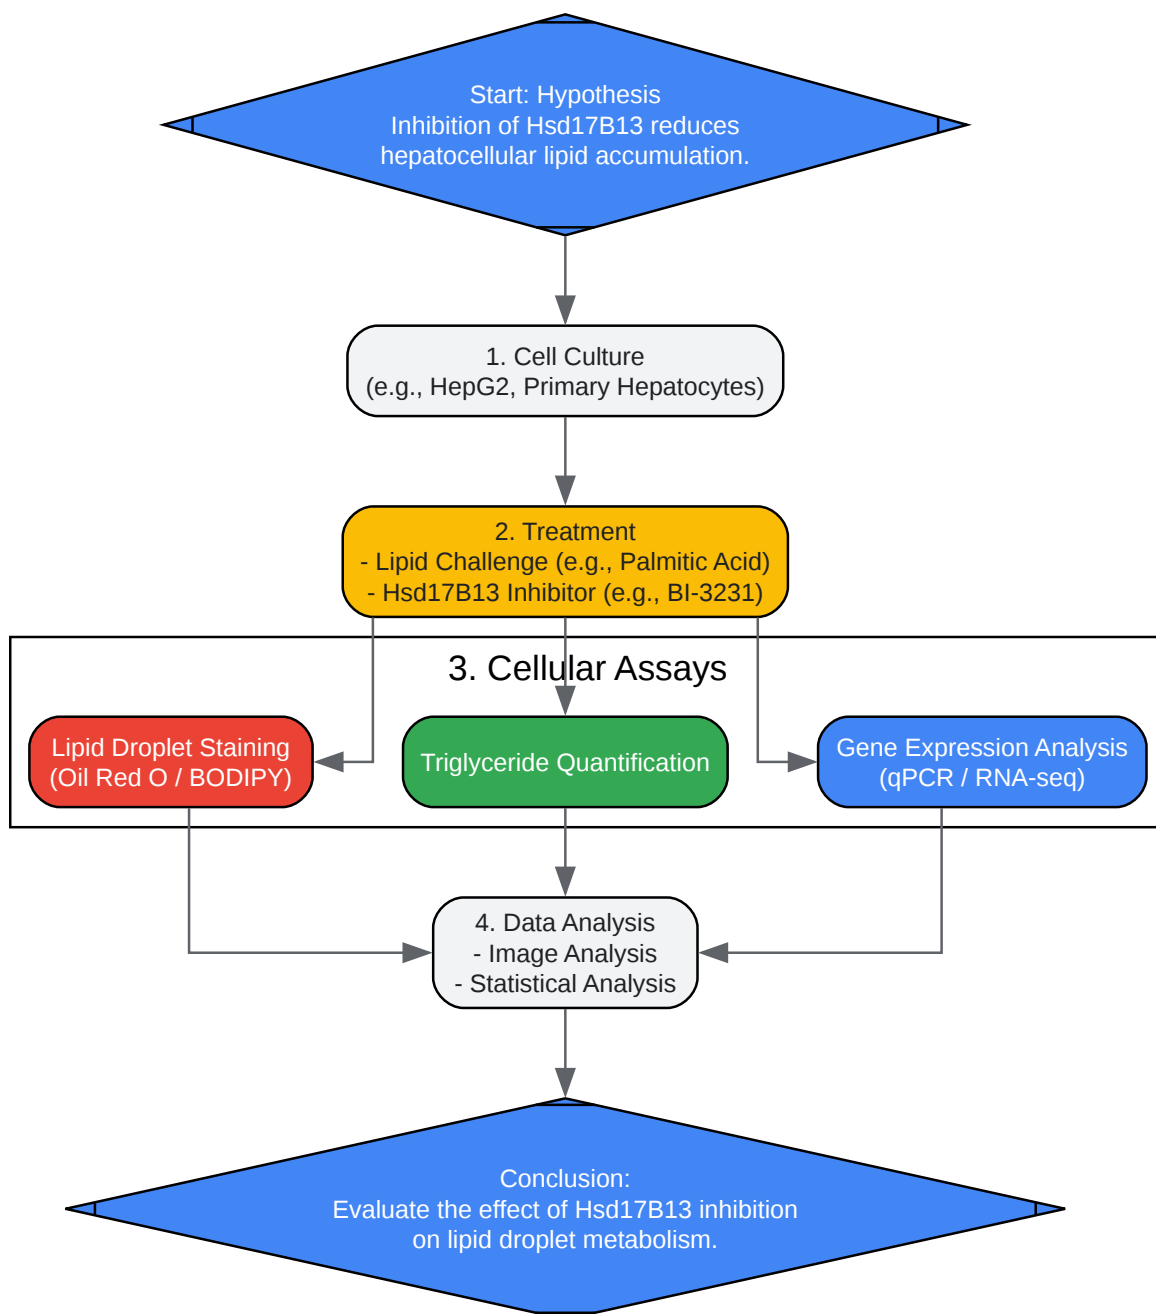 Start: Hypothesis
Inhibition of Hsd17B13 reduces
hepatocellular lipid accumulation.
1. Cell Culture
(e.g., HepG2, Primary Hepatocytes)
2. Treatment
- Lipid Challenge (e.g., Palmitic Acid)
- Hsd17B13 Inhibitor (e.g., BI-3231)
3. Cellular Assays
Lipid Droplet Staining
(Oil Red O / BODIPY)
Triglyceride Quantification
Gene Expression Analysis
(qPCR / RNA-seq)
4. Data Analysis
- Image Analysis
- Statistical Analysis
Conclusion:
Evaluate the effect of Hsd17B13 inhibition
on lipid droplet metabolism.